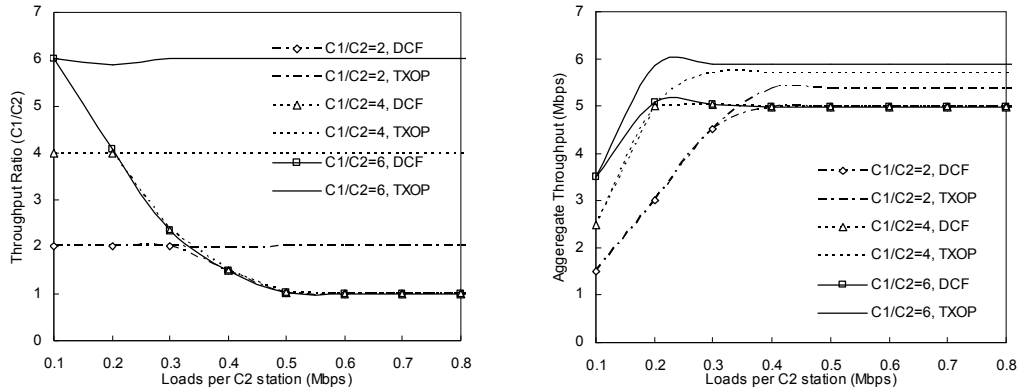 7
6
5
4
3
2
1
0
Throughput Ratio (C1/C2)
C1/C2=2, DCF
C1/C2=2, TXOP
C1/C2=4, DCF
C1/C2=4, TXOP
C1/C2=6, DCF
C1/C2=6, TXOP
0.1 0.2 0.3 0.4 0.5 0.6 0.7 0.8
Loads per C2 station (Mbps)
7
6
5
4
3
2
1
0
Aggeregate Throughput (Mbps)
C1/C2=2, DCF
C1/C2=2, TXOP
C1/C2=4, DCF
C1/C2=4, TXOP
C1/C2=6, DCF
C1/C2=6, TXOP
0.1 0.2 0.3 0.4 0.5 0.6 0.7 0.8
Loads per C2 station (Mbps)